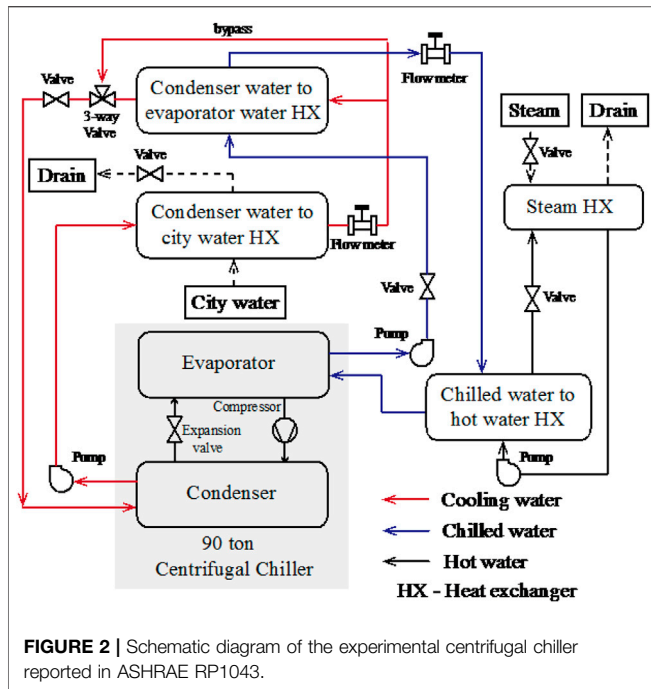 bypass
Valve
3-way
Valve
Condenser water to
evaporator water HX
Flow meter
Steam
Drain
Valve
Steam HX
Drain
Valve
Condenser water to
city water HX
Flow meter
City water
Valve
Pump
Valve
Evaporator
Compressor
Expansion
valve
Chilled water to
hot water HX
Pump
Pump
Condenser
90 ton
Centrifugal Chiller
Cooling water
Chilled water
Hot water
HX - Heat exchanger
FIGURE 2 | Schematic diagram of the experimental centrifugal chiller
reported in ASHRAE RP1043.